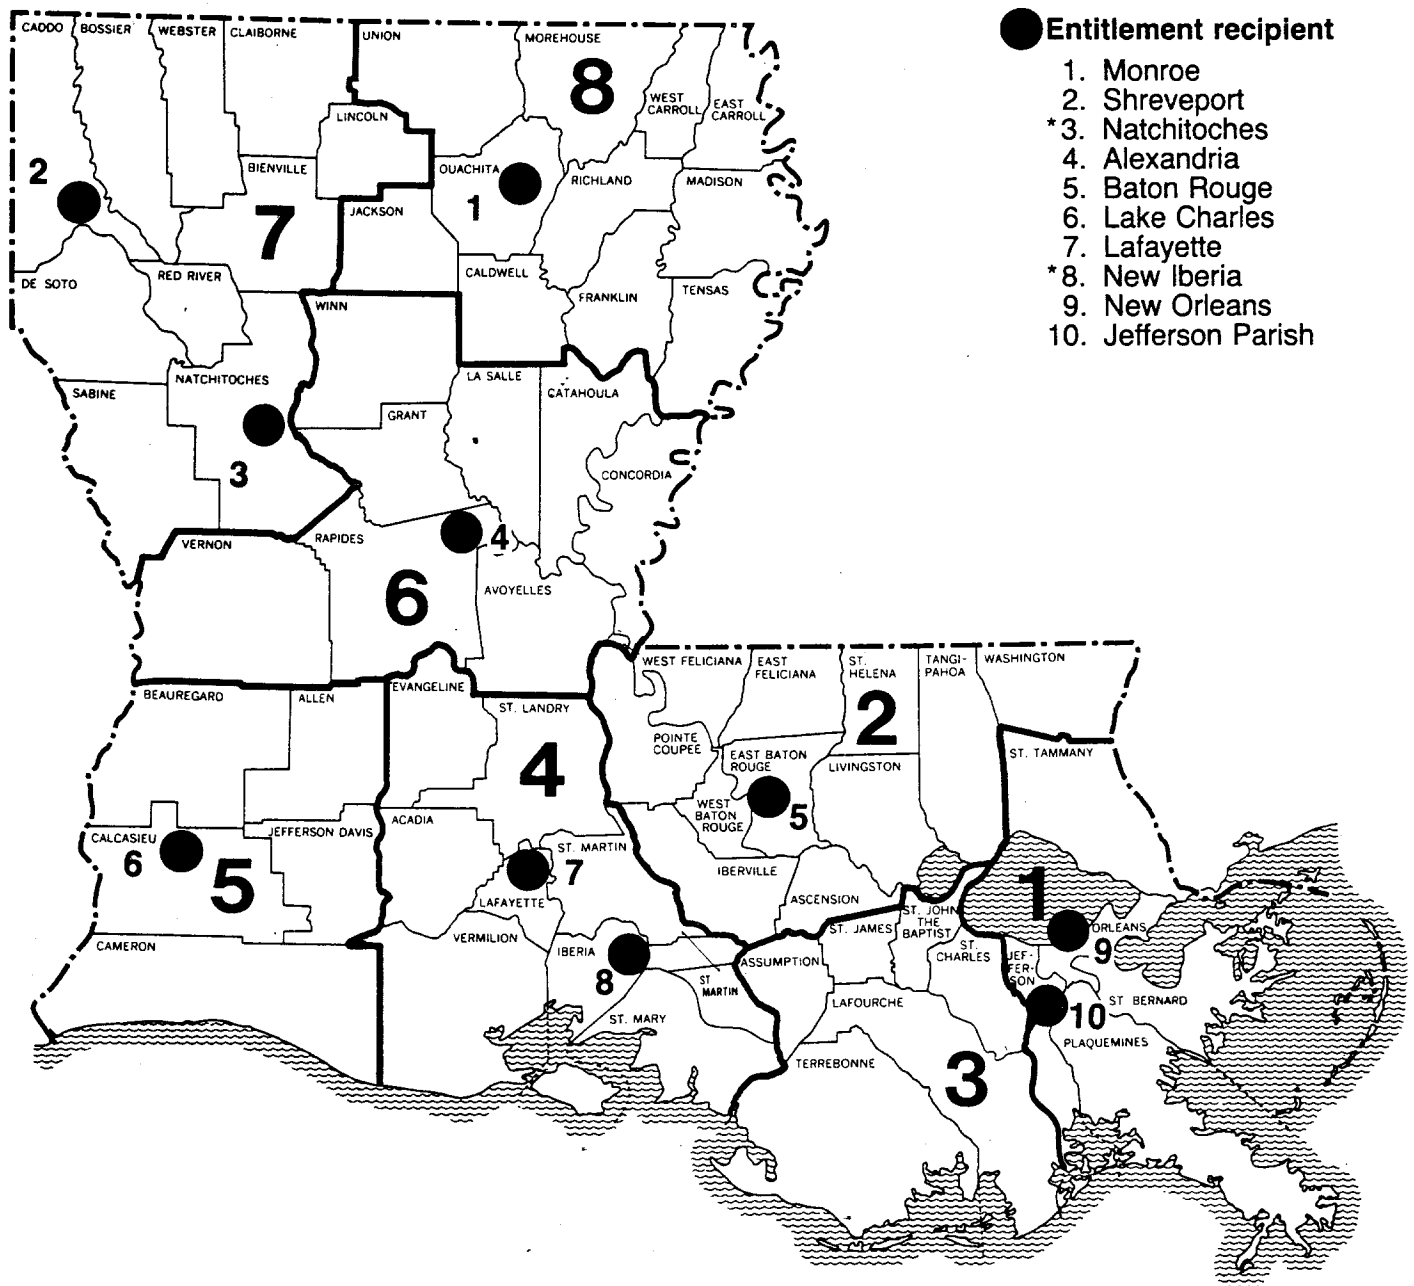 Entitlement recipient
1. Monroe
2. Shreveport
*3. Natchitoches
4. Alexandria
5. Baton Rouge
6. Lake Charles
7. Lafayette
*8. New Iberia
9. New Orleans
10. Jefferson Parish
CADDO
BOSSIER
WEBSTER
CLAIBORNE
UNION
MOREHOUSE
8
WEST
CARROLL
EAST
CARROLL
LINCOLN
2
BIENVILLE
OUACHITA
1
RICHLAND
MADISON
7
JACKSON
DE SOTO
RED RIVER
CALDWELL
FRANKLIN
TENSAS
WINN
SABINE
NATCHITOCHES
LA SALLE
CATAHOULA
GRANT
3
CONCORDIA
VERNON
RAPIDES
4
6
AVOYELLES
BEAUREGARD
ALLEN
EVANGELINE
ST. LANDRY
WEST FELICIANA
EAST
FELICIANA
ST.
HELENA
TANGI-
PAHOA
WASHINGTON
2
POINTE
COUPEE
EAST BATON
ROUGE
LIVINGSTON
ST. TAMMANY
4
WEST
BATON
ROUGE
5
CALCASIEU
6
5
JEFFERSON DAVIS
ACADIA
ST. MARTIN
7
LAFAYETTE
IBERVILLE
ASCENSION
1
CAMERON
VERMILION
IBERIA
8
ST
MARTIN
ASSUMPTION
ST. JAMES
ST. JOHN
THE
BAPTIST
ST.
CHARLES
JEF-
FER-
SON
ORLEANS
9
ST. MARY
LAFOURCHE
10
ST BERNARD
PLAQUEMINES
TERREBONNE
3